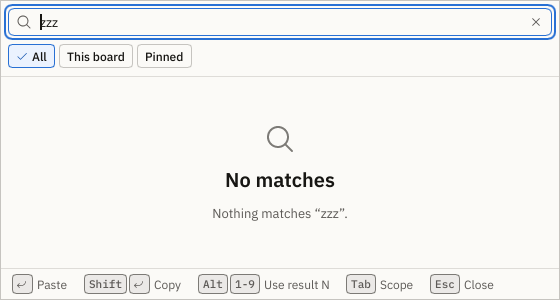 zzz
All This board Pinned
No matches
Nothing matches “zzz”.
Paste Shift Copy Alt 1-9 Use result N Tab Scope Esc Close